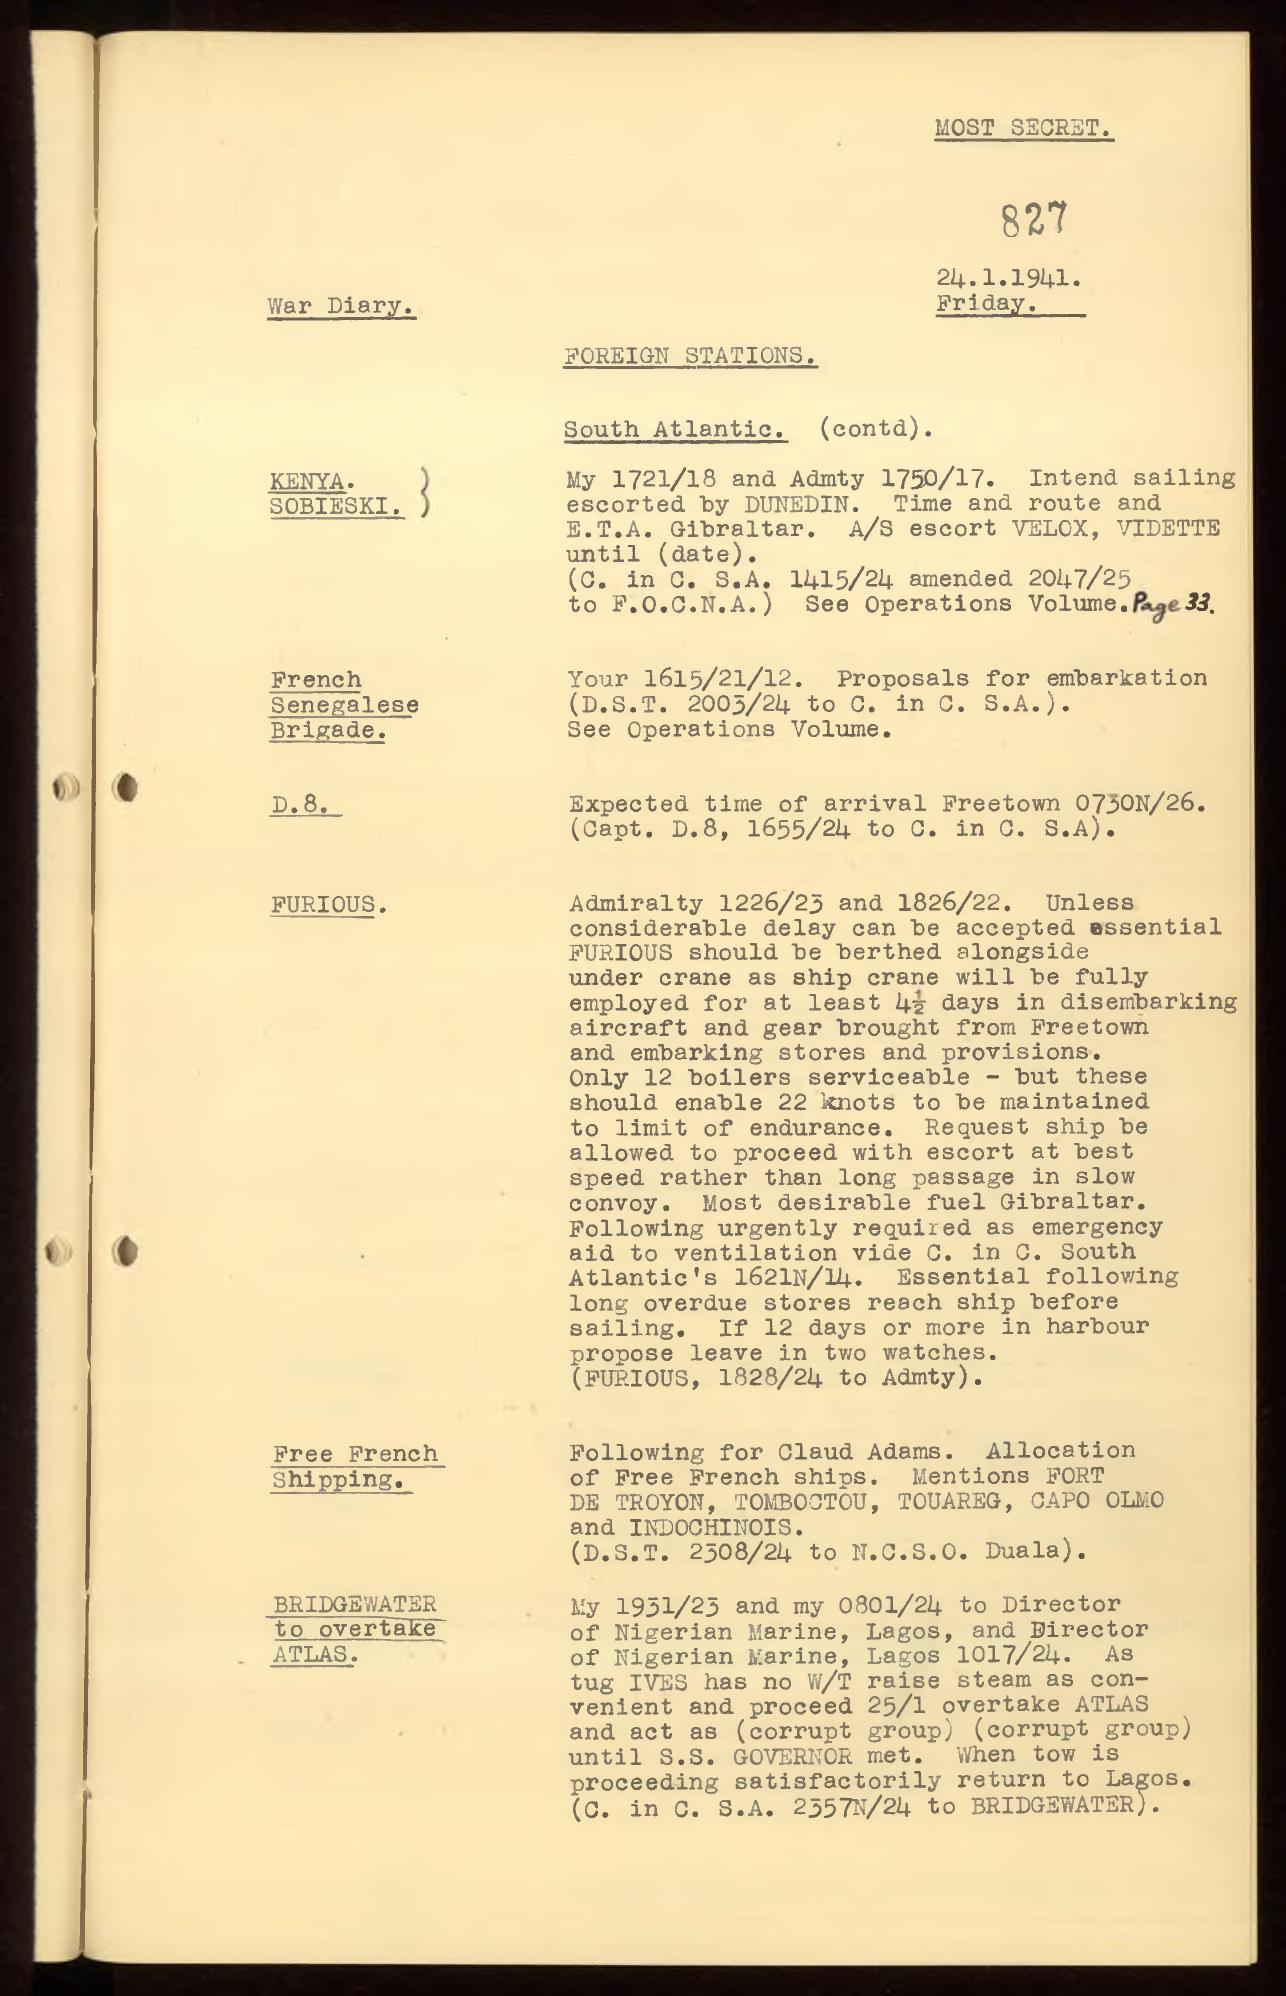 MOST SECRET.
827
24.1.1941.
Friday.
War Diary.
FOREIGN STATIONS.
South Atlantic. (contd).
KENYA.
SOBIESKI.
My 1721/18 and Admty 1750/17. Intend sailing
escorted by DUNEDIN. Time and route and
E.T.A. Gibraltar. A/S escort VELOX, VIDETTE
until (date).
(C. in C. S.A. 1415/24 amended 2047/25
to F.O.C.N.A.) See Operations Volume. Page 33.
French
Senegalese
Brigade.
Your 1615/21/12. Proposals for embarkation
(D.S.T. 2003/24 to C. in C. S.A.).
See Operations Volume.
D.8.
Expected time of arrival Freetown 0730N/26.
(Capt. D.8, 1655/24 to C. in C. S.A).
FURIOUS.
Admiralty 1226/23 and 1826/22. Unless
considerable delay can be accepted essential
FURIOUS should be berthed alongside
under crane as ship crane will be fully
employed for at least 4½ days in disembarking
aircraft and gear brought from Freetown
and embarking stores and provisions.
Only 12 boilers serviceable - but these
should enable 22 knots to be maintained
to limit of endurance. Request ship be
allowed to proceed with escort at best
speed rather than long passage in slow
convoy. Most desirable fuel Gibraltar.
Following urgently required as emergency
aid to ventilation vide C. in C. South
Atlantic's 1621N/14. Essential following
long overdue stores reach ship before
sailing. If 12 days or more in harbour
propose leave in two watches.
(FURIOUS, 1828/24 to Admty).
Free French
Shipping.
Following for Claud Adams. Allocation
of Free French ships. Mentions FORT
DE TROYON, TOMBOCTOU, TOUAREG, CAPO OLMO
and INDOCHINOIS.
(D.S.T. 2308/24 to N.C.S.O. Duala).
BRIDGEWATER
to overtake
ATLAS.
My 1931/23 and my 0801/24 to Director
of Nigerian Marine, Lagos, and Director
of Nigerian Marine, Lagos 1017/24. As
tug IVES has no W/T raise steam as con-
venient and proceed 25/1 overtake ATLAS
and act as (corrupt group) (corrupt group)
until S.S. GOVERNOR met. When tow is
proceeding satisfactorily return to Lagos.
(C. in C. S.A. 2357N/24 to BRIDGEWATER).